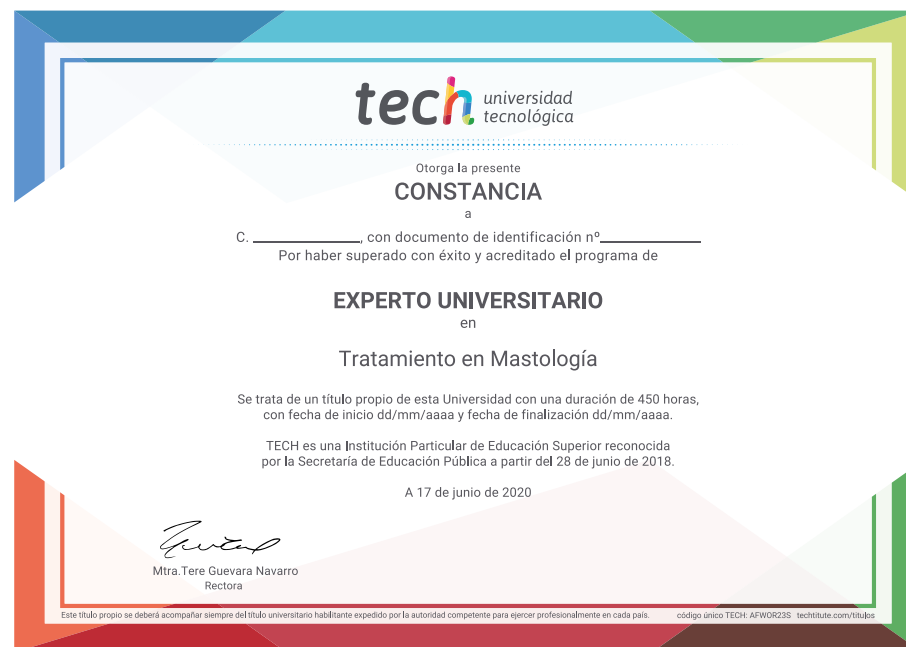 tech universidad
tecnológica
Otorga la presente
CONSTANCIA
a
C. ______________, con documento de identificación nº_____________
Por haber superado con éxito y acreditado el programa de
EXPERTO UNIVERSITARIO
en
Tratamiento en Mastología
Se trata de un título propio de esta Universidad con una duración de 450 horas,
con fecha de inicio dd/mm/aaaa y fecha de finalización dd/mm/aaaa.
TECH es una Institución Particular de Educación Superior reconocida
por la Secretaría de Educación Pública a partir del 28 de junio de 2018.
A 17 de junio de 2020
Mtra.Tere Guevara Navarro
Rectora
Este título propio se deberá acompañar siempre del título universitario habilitante expedido por la autoridad competente para ejercer profesionalmente en cada país. código único TECH: AFWOR23S techtitute.com/titulos